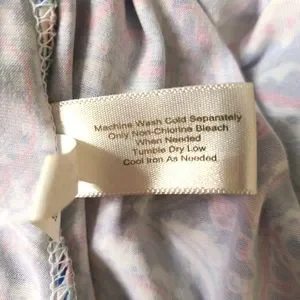 Machine Wash Cold Separately
Only Non-Chlorine Bleach
When Needed
Tumble Dry Low
Cool Iron As Needed